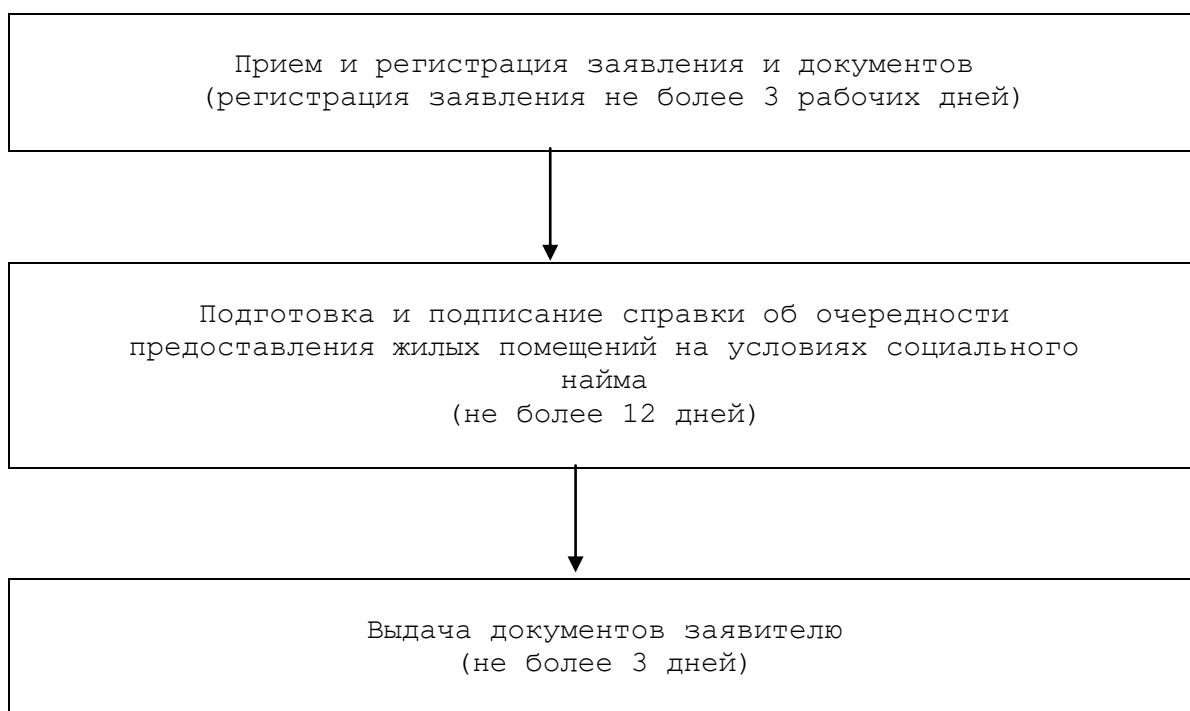 Прием и регистрация заявления и документов
(регистрация заявления не более 3 рабочих дней)
Подготовка и подписание справки об очередности
предоставления жилых помещений на условиях социального
найма
(не более 12 дней)
Выдача документов заявителю
(не более 3 дней)